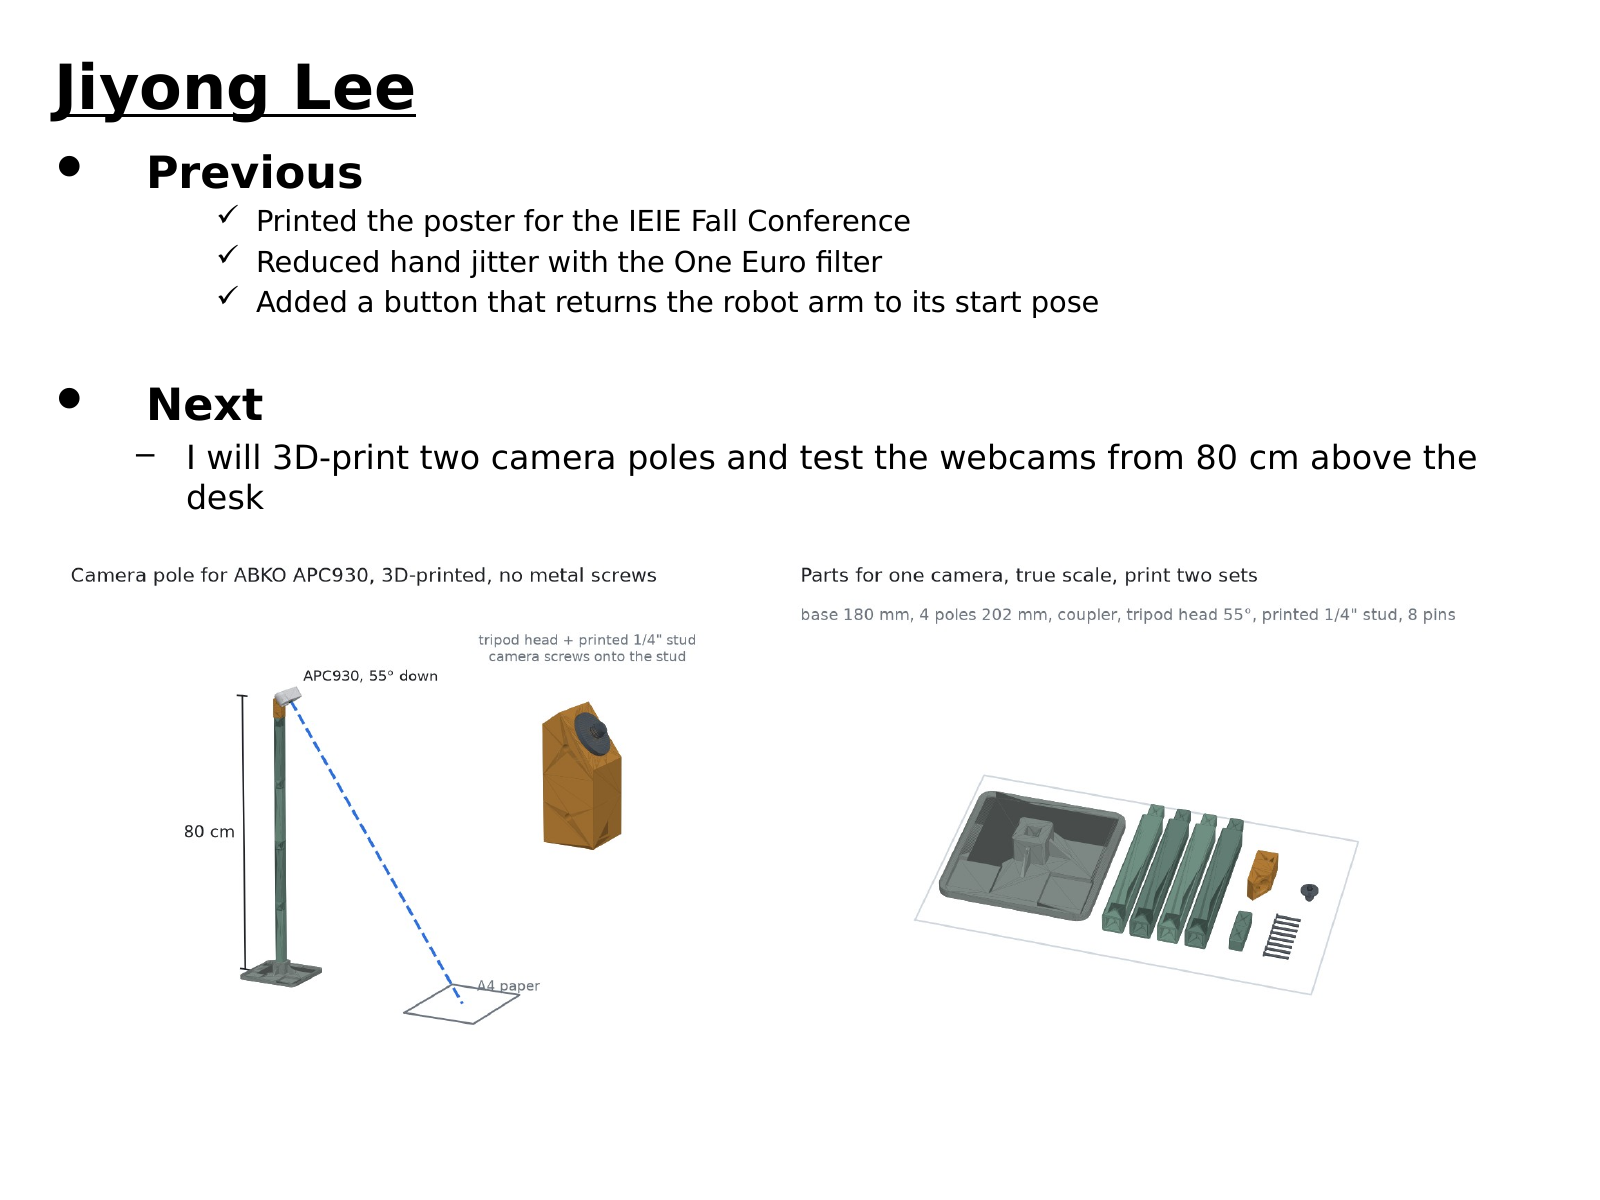 Jiyong Lee
• Previous
✓ Printed the poster for the IEIE Fall Conference
✓ Reduced hand jitter with the One Euro filter
✓ Added a button that returns the robot arm to its start pose
• Next
– I will 3D-print two camera poles and test the webcams from 80 cm above the
desk
Camera pole for ABKO APC930, 3D-printed, no metal screws
tripod head + printed 1/4" stud
camera screws onto the stud
APC930, 55° down
80 cm
A4 paper
Parts for one camera, true scale, print two sets
base 180 mm, 4 poles 202 mm, coupler, tripod head 55°, printed 1/4" stud, 8 pins